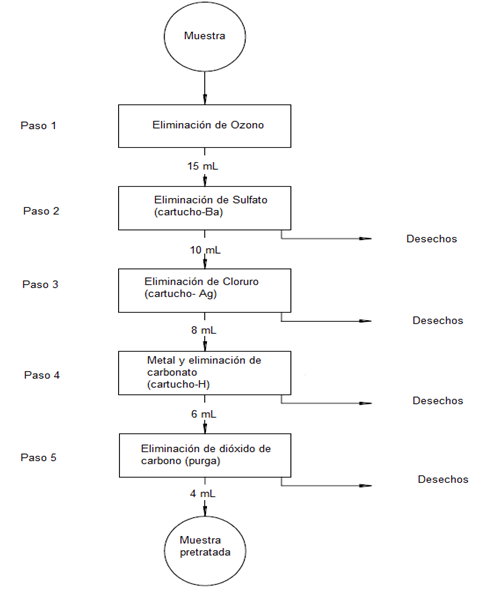 Muestra
Paso 1
Eliminación de Ozono
15 mL
Paso 2
Eliminación de Sulfato
(cartucho-Ba)
Desechos
10 mL
Paso 3
Eliminación de Cloruro
(cartucho- Ag)
Desechos
8 mL
Paso 4
Metal y eliminación de
carbonato
(cartucho-H)
Desechos
6 mL
Paso 5
Eliminación de dióxido de
carbono (purga)
Desechos
4 mL
Muestra
pretratada